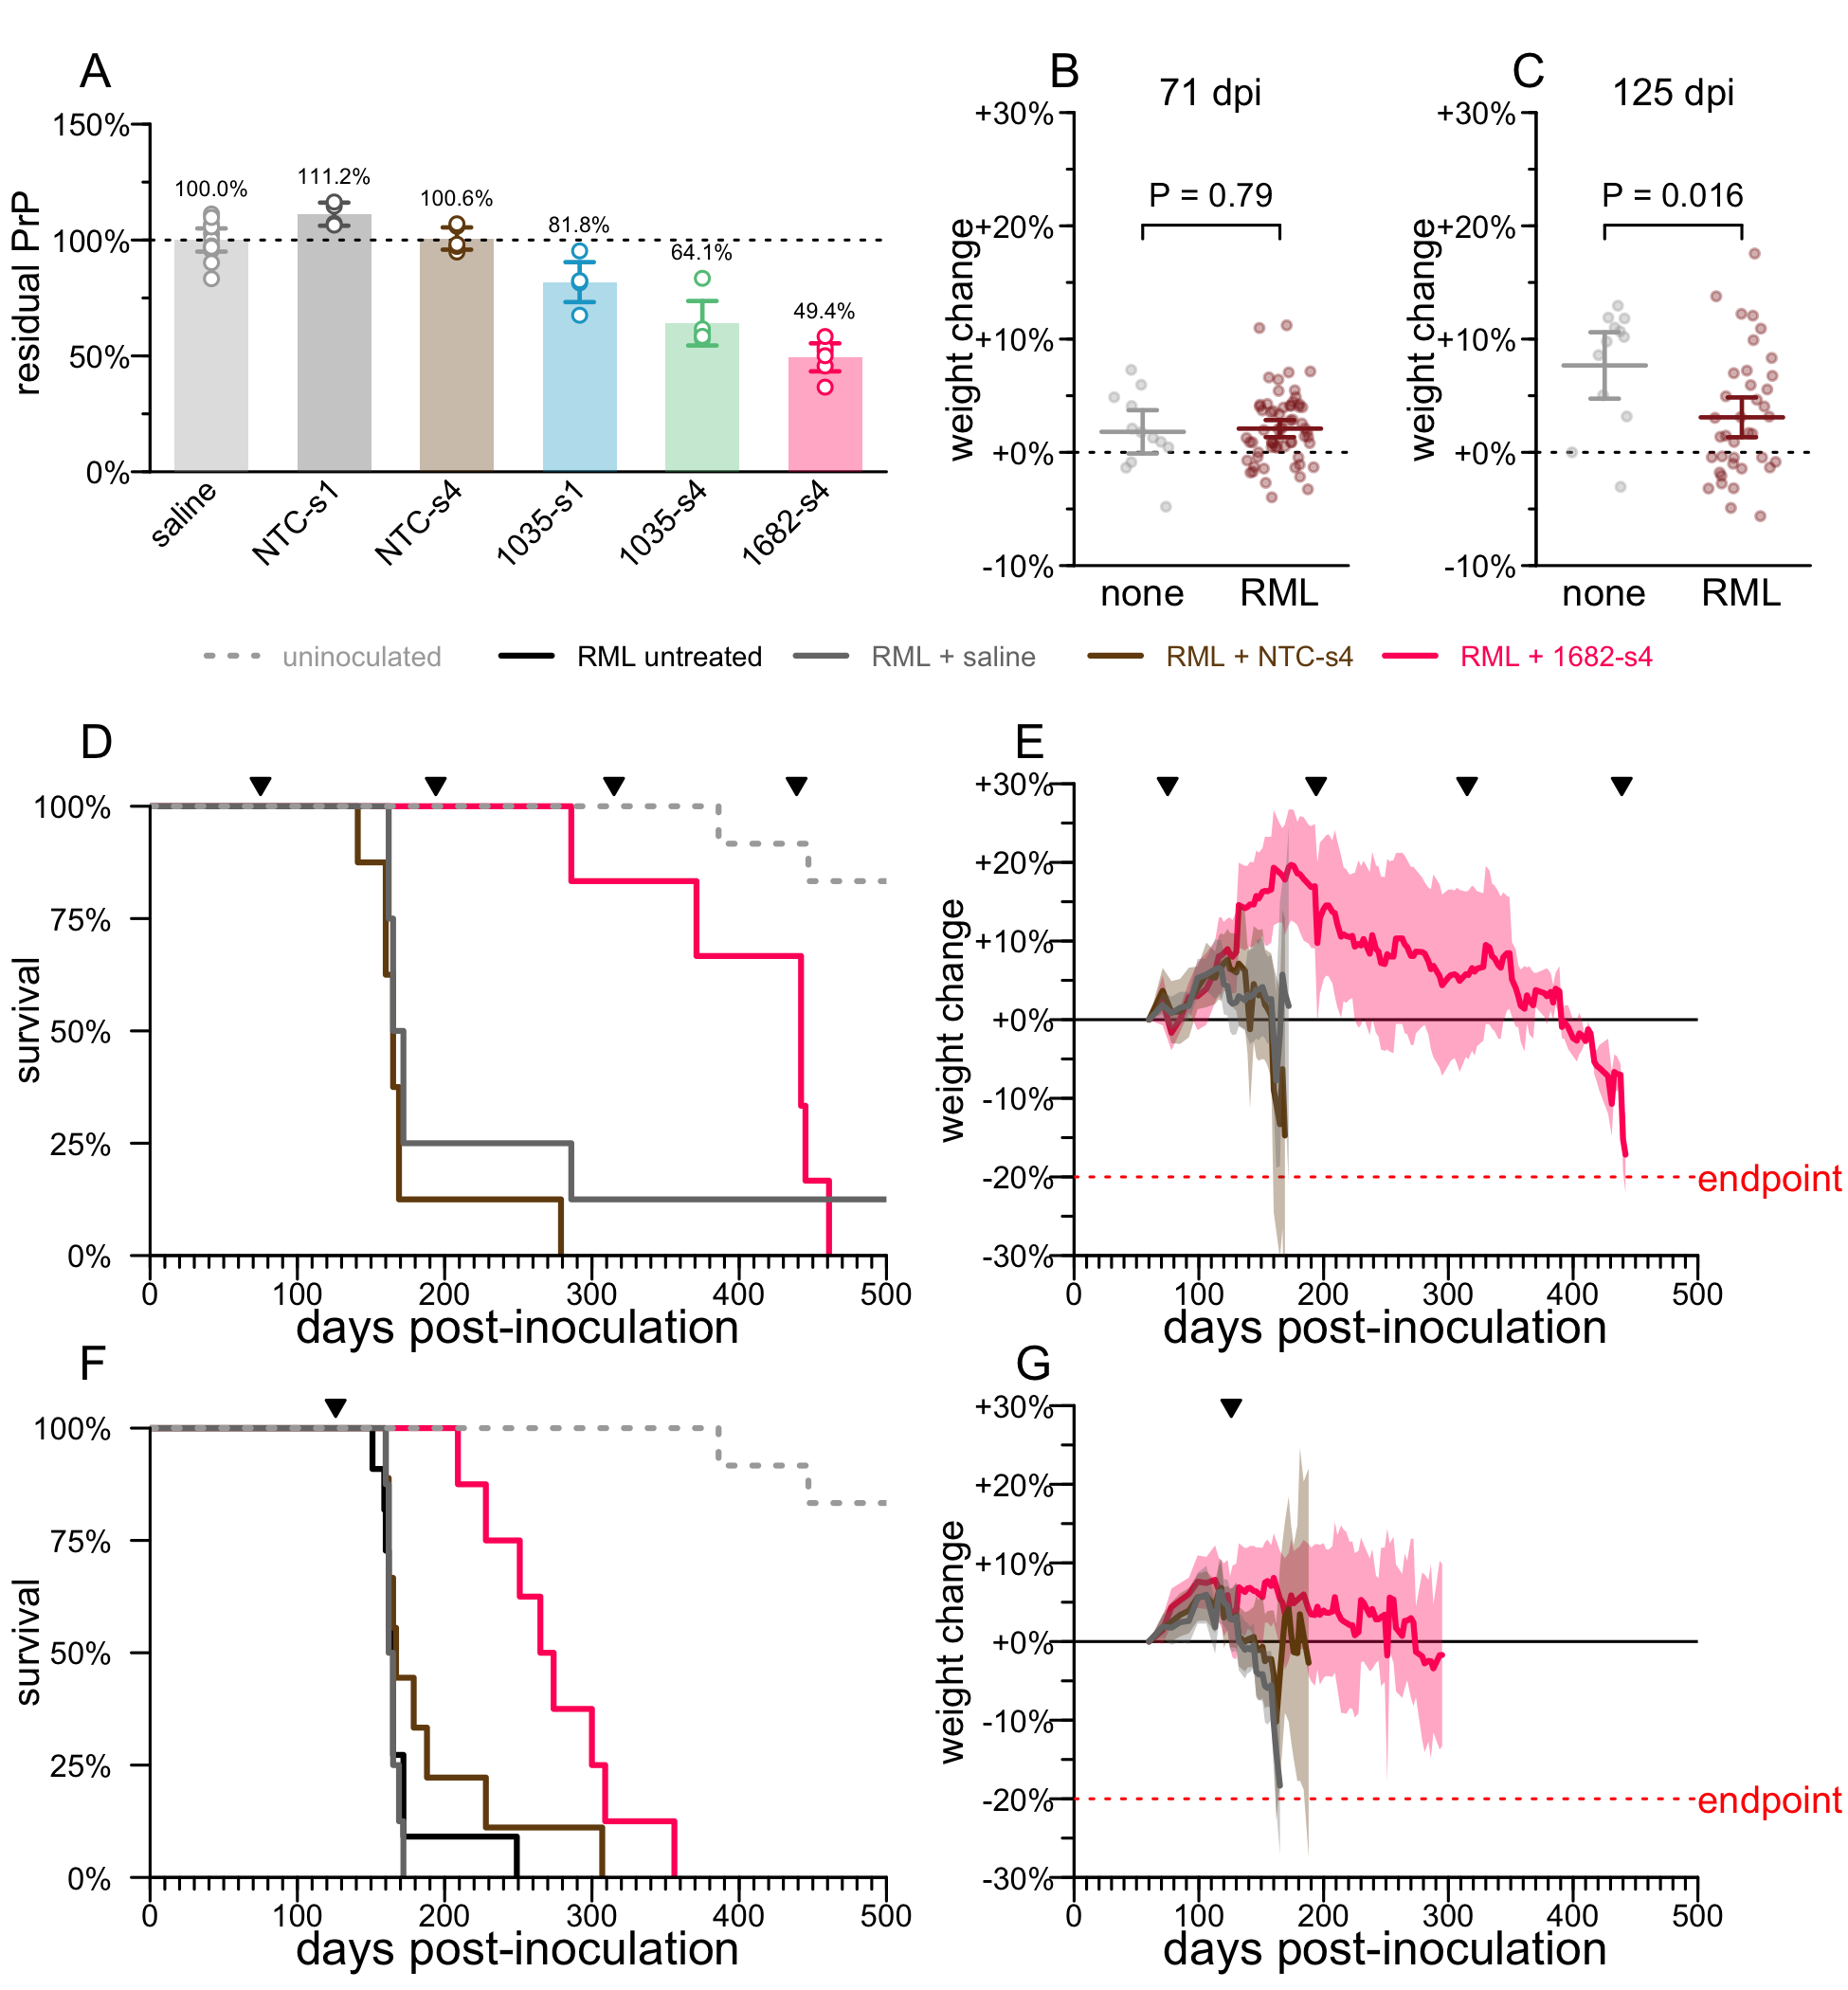 A
150%
100%
50%
0%
residual PrP
100.0%
111.2%
100.6%
81.8%
64.1%
49.4%
saline
NTC-s1
NTC-s4
1035-s1
1035-s4
1682-s4
B
71 dpi
+30%
+20%
+10%
+0%
-10%
weight change
P = 0.79
none
RML
C
125 dpi
+30%
+20%
+10%
+0%
-10%
weight change
P = 0.016
none
RML
uninoculated
RML untreated
RML + saline
RML + NTC-s4
RML + 1682-s4
D
100%
75%
50%
25%
0%
survival
0
100
200
300
400
500
days post-inoculation
E
+30%
+20%
+10%
+0%
-10%
-20%
-30%
weight change
endpoint
0
100
200
300
400
500
days post-inoculation
F
100%
75%
50%
25%
0%
survival
0
100
200
300
400
500
days post-inoculation
G
+30%
+20%
+10%
+0%
-10%
-20%
-30%
weight change
endpoint
0
100
200
300
400
500
days post-inoculation